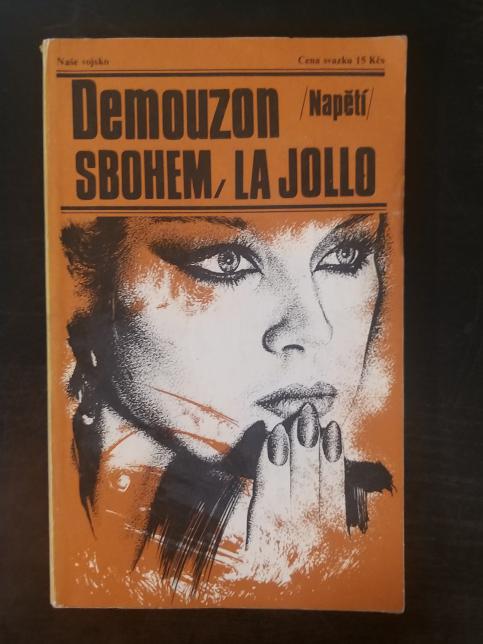 Naše vojsko Cena svazku 15 Kčs
Demouzon /Napětí/
SBOHEM, LA JOLLO